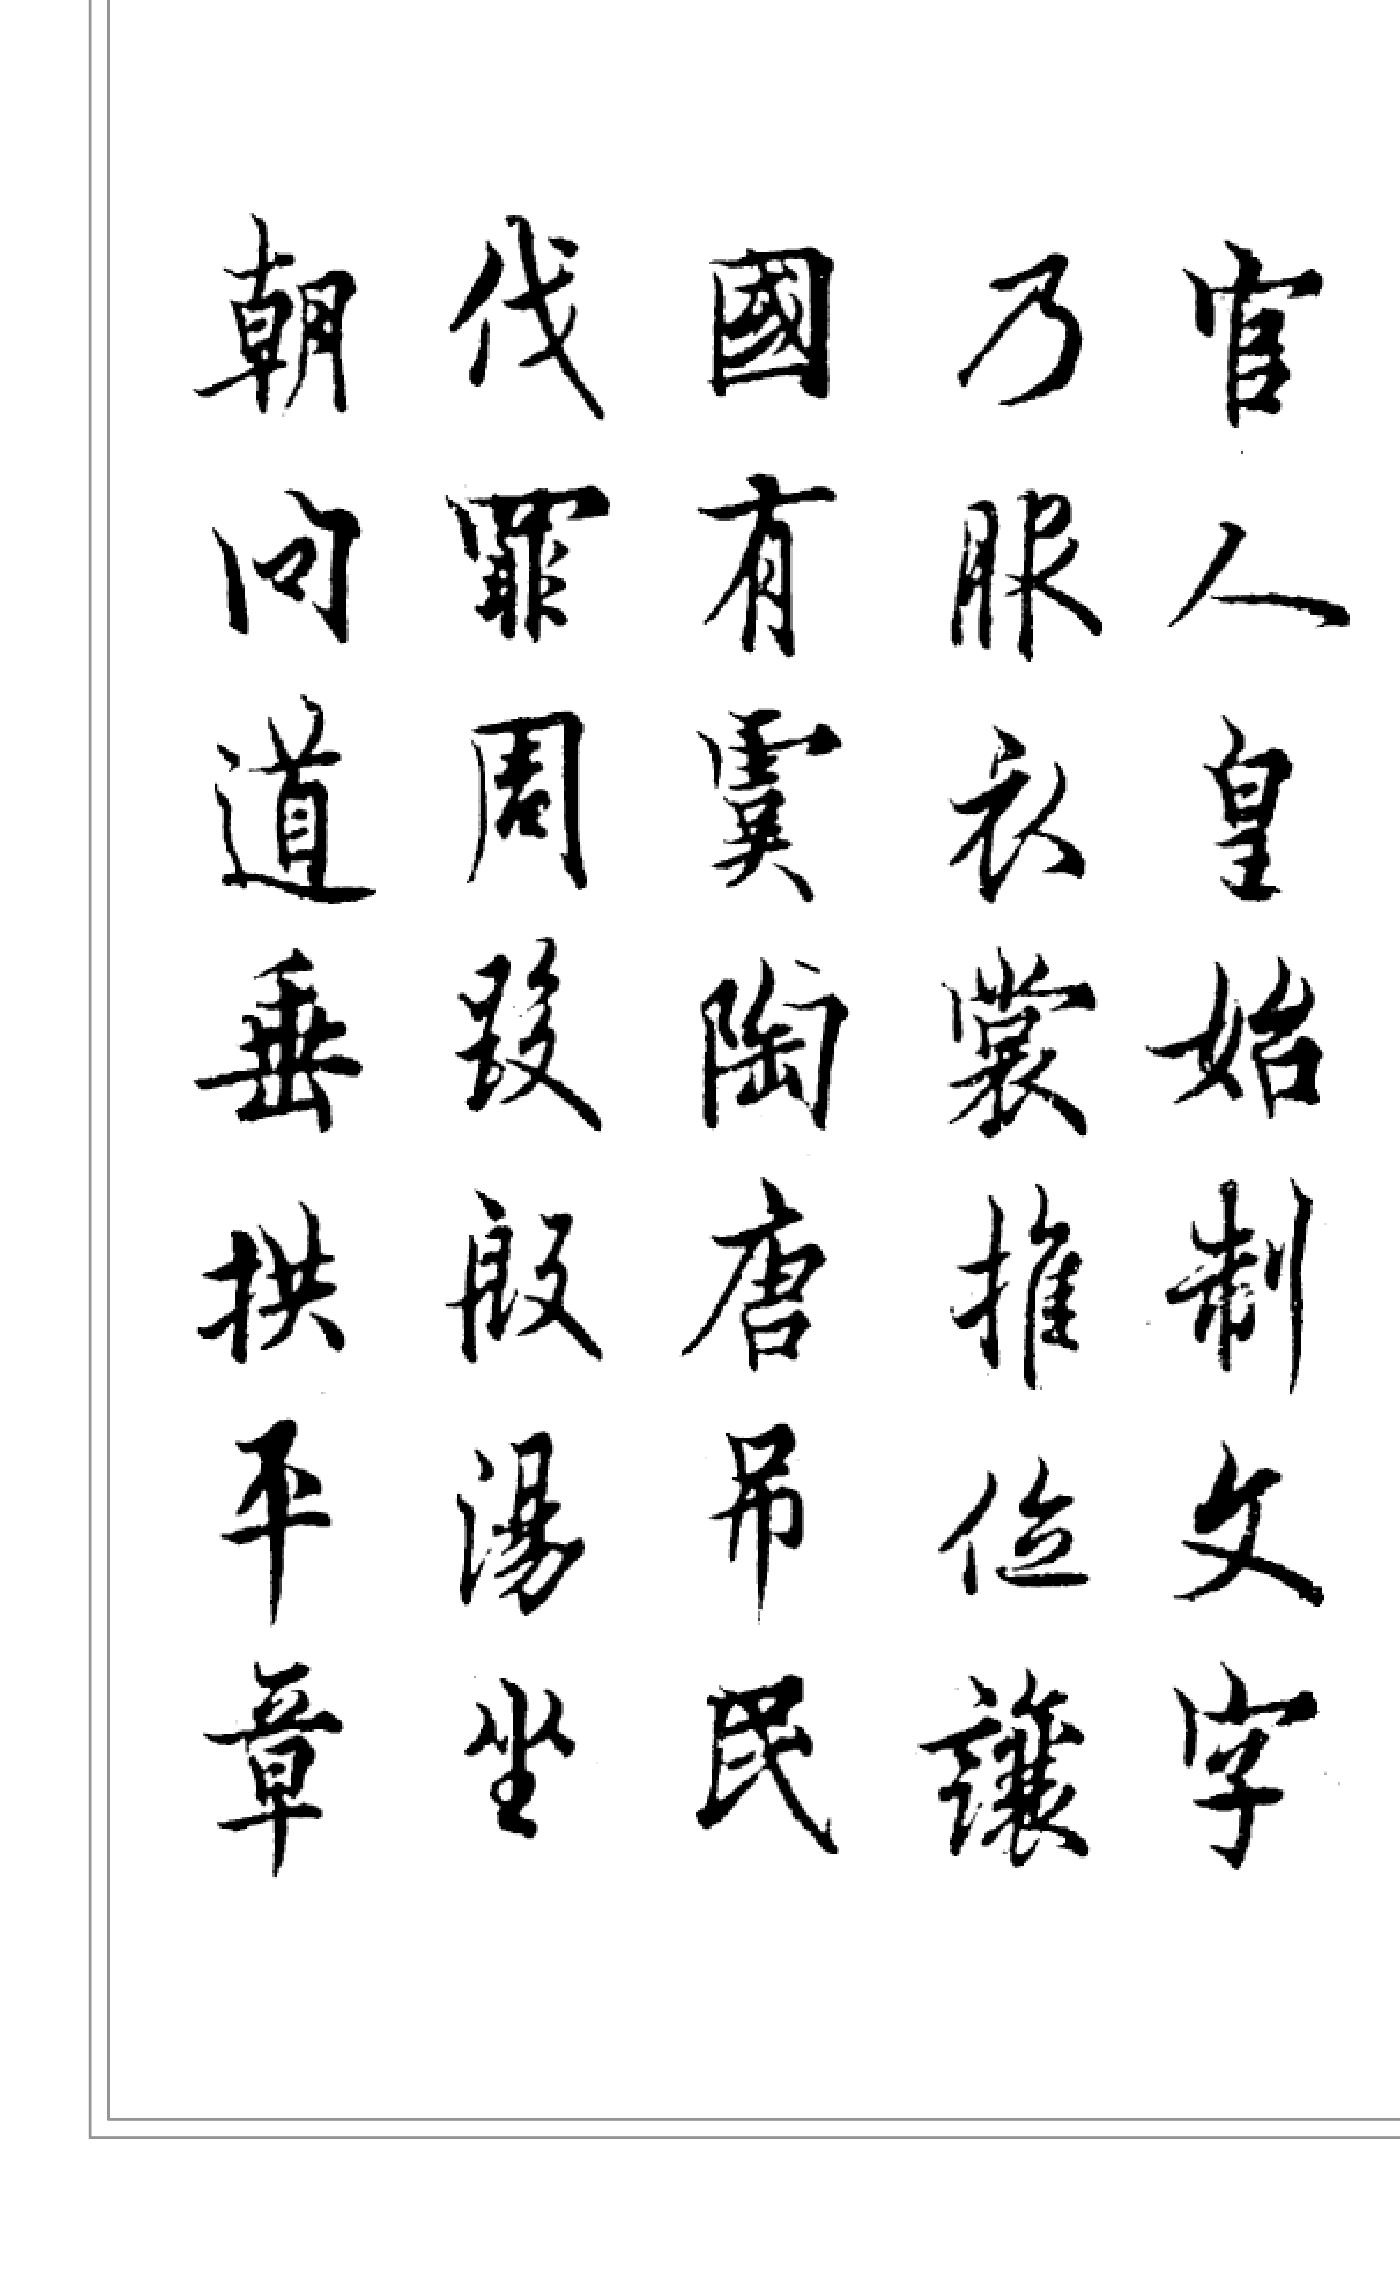 官人皇始制文字
乃服衣裳推位讓
國有虞陶唐吊民
伐罪周發殷湯坐
朝問道垂拱平章